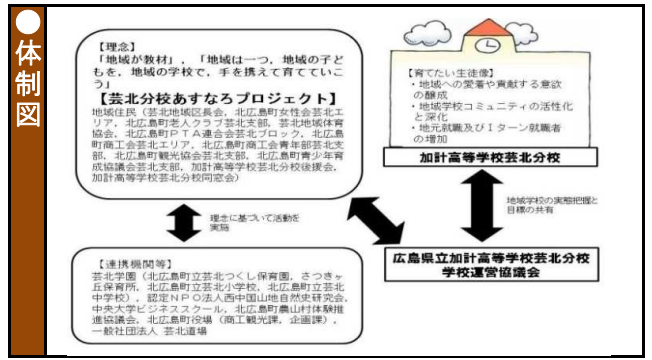 ●体制図
【理念】
「地域が教材」,「地域は一つ,地域の子ど
もを,地域の学校で,手を携えて育てていこ
う」
【芸北分校あすなろプロジェクト】
地域住民（芸北地域区長会，北広島町女性会芸北エ
リア，北広島町老人クラブ芸北支部，芸北地域体育
協会，北広島町ＰＴＡ連合会芸北ブロック，北広島
町商工会芸北エリア，北広島町商工会青年部芸北支
部，北広島町観光協会芸北支部，北広島町青少年育
成協議会芸北支部，加計高等学校芸北分校後援会，
加計高等学校芸北分校同窓会）
理念に基づいて活動を
実施
【連携機関等】
芸北学園（北広島町立芸北つくし保育園，さつきヶ
丘保育所，北広島町立芸北小学校，北広島町立芸北
中学校），認定ＮＰＯ法人西中国山地自然史研究会，
中央大学ビジネススクール，北広島町農山村体験推
進協議会，北広島町役場（商工観光課，企画課），
一般社団法人 芸北道場
【育てたい生徒像】
・地域への愛着や貢献する意欲
の醸成
・地域学校コミュニティの活性化
と深化
・地元就職及びＩターン就職者
の増加
加計高等学校芸北分校
地域学校の実態把握と
目標の共有
広島県立加計高等学校芸北分校
学校運営協議会